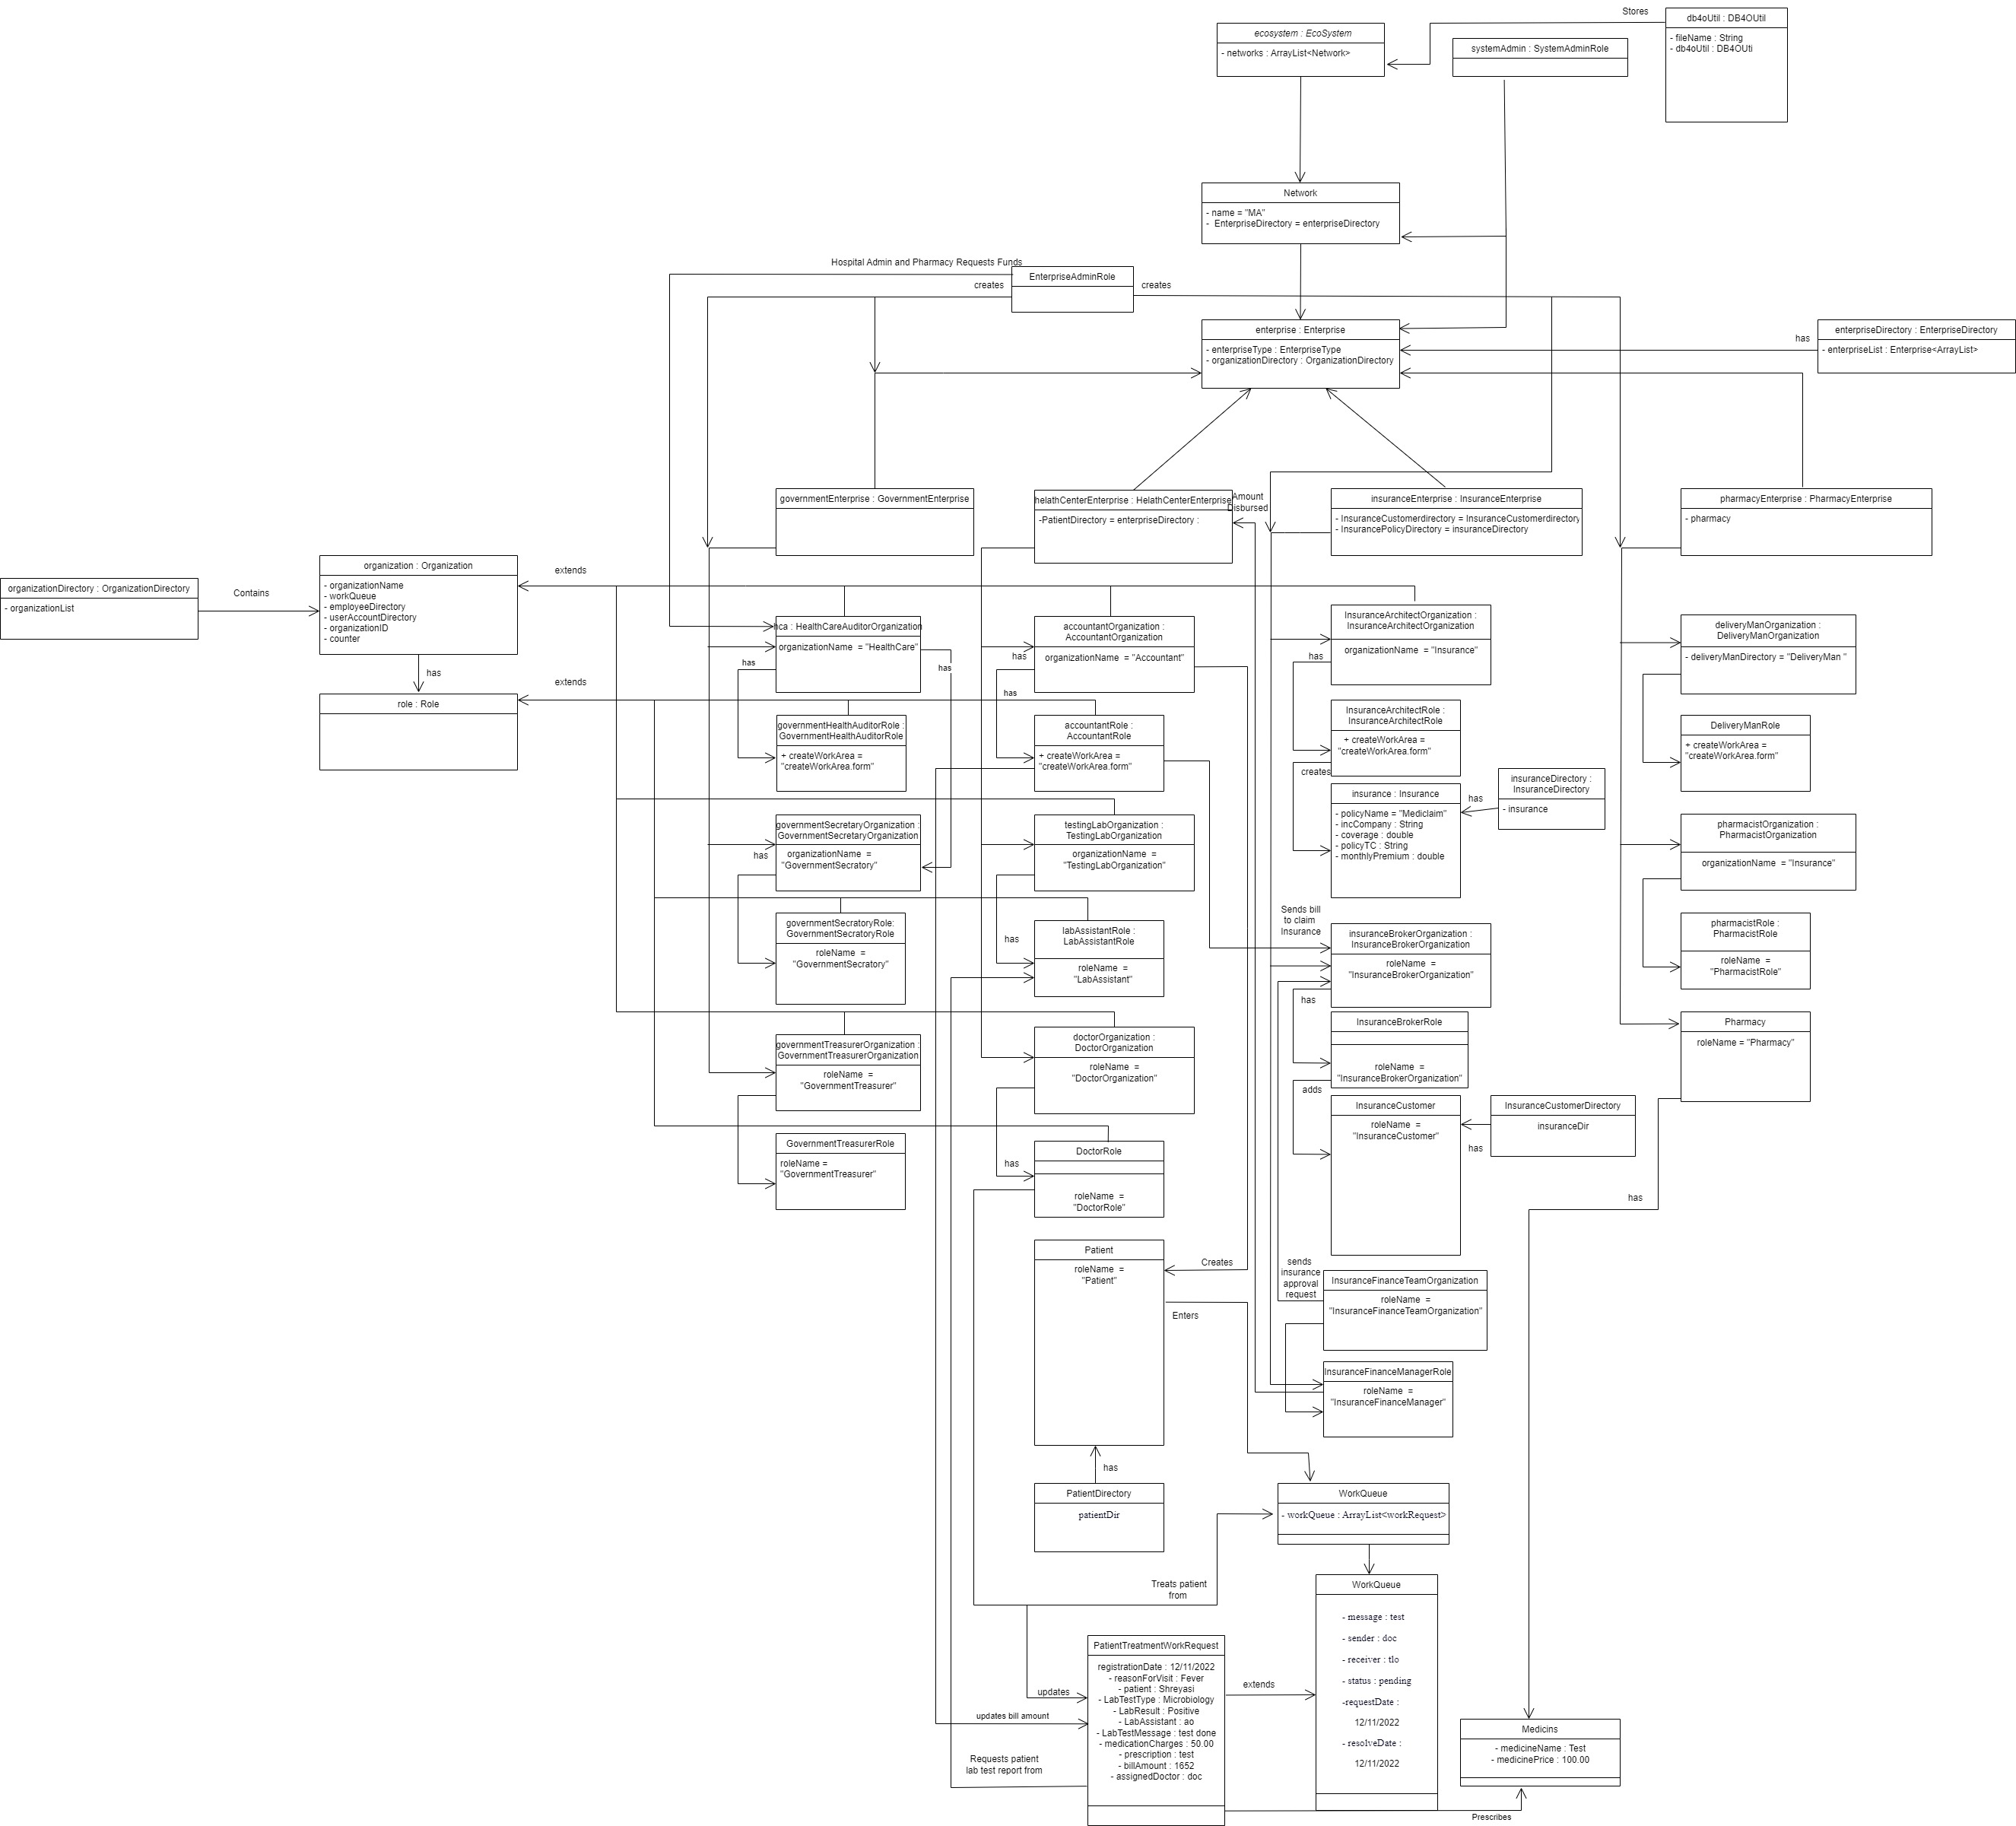 Stores
db4oUtil : DB4OUtil
- fileName : String
- db4oUtil : DB4OUti
ecosystem : EcoSystem
- networks : ArrayList<Network>
systemAdmin : SystemAdminRole
Network
- name = "MA"
-  EnterpriseDirectory = enterpriseDirectory
Hospital Admin and Pharmacy Requests Funds
EnterpriseAdminRole
creates
creates
enterprise : Enterprise
- enterpriseType : EnterpriseType
- organizationDirectory : OrganizationDirectory
has
enterpriseDirectory : EnterpriseDirectory
- enterpriseList : Enterprise<ArrayList>
governmentEnterprise : GovernmentEnterprise
helathCenterEnterprise : HelathCenterEnterprise
-PatientDirectory = enterpriseDirectory :
Amount
Disbursed
insuranceEnterprise : InsuranceEnterprise
- InsuranceCustomerdirectory = InsuranceCustomerdirectory
- InsurancePolicyDirectory = insuranceDirectory
pharmacyEnterprise : PharmacyEnterprise
- pharmacy
organizationDirectory : OrganizationDirectory
- organizationList
Contains
organization : Organization
- organizationName
- workQueue
- employeeDirectory
- userAccountDirectory
- organizationID
- counter
extends
has
role : Role
extends
hca : HealthCareAuditorOrganization
organizationName  = "HealthCare"
has
has
governmentHealthAuditorRole :
GovernmentHealthAuditorRole
+ createWorkArea =
"createWorkArea.form"
governmentSecretaryOrganization :
GovernmentSecretaryOrganization
organizationName  =
"GovernmentSecratory"
has
governmentSecratoryRole:
GovernmentSecratoryRole
roleName  =
"GovernmentSecratory"
governmentTreasurerOrganization :
GovernmentTreasurerOrganization
roleName  =
"GovernmentTreasurer"
GovernmentTreasurerRole
roleName =
"GovernmentTreasurer"
accountantOrganization :
AccountantOrganization
organizationName  = "Accountant"
has
has
accountantRole :
AccountantRole
+ createWorkArea =
"createWorkArea.form"
testingLabOrganization :
TestingLabOrganization
organizationName  =
"TestingLabOrganization"
has
labAssistantRole :
LabAssistantRole
roleName  =
"LabAssistant"
doctorOrganization :
DoctorOrganization
roleName  =
"DoctorOrganization"
has
DoctorRole
roleName  =
"DoctorRole"
Patient
roleName  =
"Patient"
Creates
Enters
has
PatientDirectory
patientDir
InsuranceArchitectOrganization :
InsuranceArchitectOrganization
organizationName  = "Insurance"
has
InsuranceArchitectRole :
InsuranceArchitectRole
+ createWorkArea =
"createWorkArea.form"
creates
insurance : Insurance
- policyName = "Mediclaim"
- incCompany : String
- coverage : double
- policyTC : String
- monthlyPremium : double
has
insuranceDirectory :
InsuranceDirectory
- insurance
Sends bill
to claim
Insurance
insuranceBrokerOrganization :
InsuranceBrokerOrganization
roleName  =
"InsuranceBrokerOrganization"
has
InsuranceBrokerRole
roleName  =
"InsuranceBrokerOrganization"
adds
InsuranceCustomer
roleName  =
"InsuranceCustomer"
has
InsuranceCustomerDirectory
insuranceDir
sends
insurance
approval
request
InsuranceFinanceTeamOrganization
roleName  =
"InsuranceFinanceTeamOrganization"
InsuranceFinanceManagerRole
roleName  =
"InsuranceFinanceManager"
deliveryManOrganization :
DeliveryManOrganization
- deliveryManDirectory = "DeliveryMan "
DeliveryManRole
+ createWorkArea =
"createWorkArea.form"
pharmacistOrganization :
PharmacistOrganization
organizationName  = "Insurance"
pharmacistRole :
PharmacistRole
roleName  =
"PharmacistRole"
Pharmacy
roleName = "Pharmacy"
has
WorkQueue
- workQueue : ArrayList<workRequest>
Treats patient
from
WorkQueue
- message : test
- sender : doc
- receiver : tlo
- status : pending
-requestDate :
12/11/2022
- resolveDate :
12/11/2022
PatientTreatmentWorkRequest
registrationDate : 12/11/2022
- reasonForVisit : Fever
- patient : Shreyasi
- LabTestType : Microbiology
- LabResult : Positive
- LabAssistant : ao
- LabTestMessage : test done
- medicationCharges : 50.00
- prescription : test
- billAmount : 1652
- assignedDoctor : doc
updates
updates bill amount
Requests patient
lab test report from
extends
Medicins
- medicineName : Test
- medicinePrice : 100.00
Prescribes